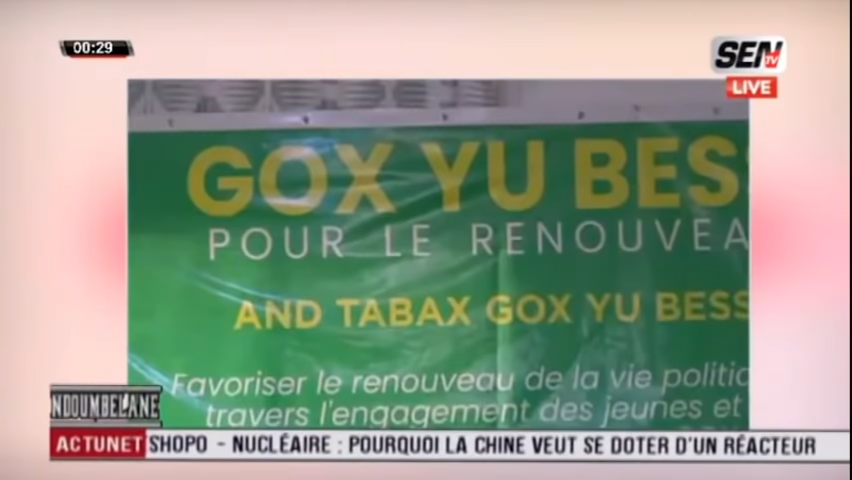 00:29
SEN TV
LIVE
GOX YU BESS
POUR LE RENOUVEA
AND TABAX GOX YU BESS
Favoriser le renouveau de la vie politiq
travers l'engagement des jeunes et
NDOUMBELANE
ACTUNET SHOPO - NUCLÉAIRE : POURQUOI LA CHINE VEUT SE DOTER D'UN RÉACTEUR